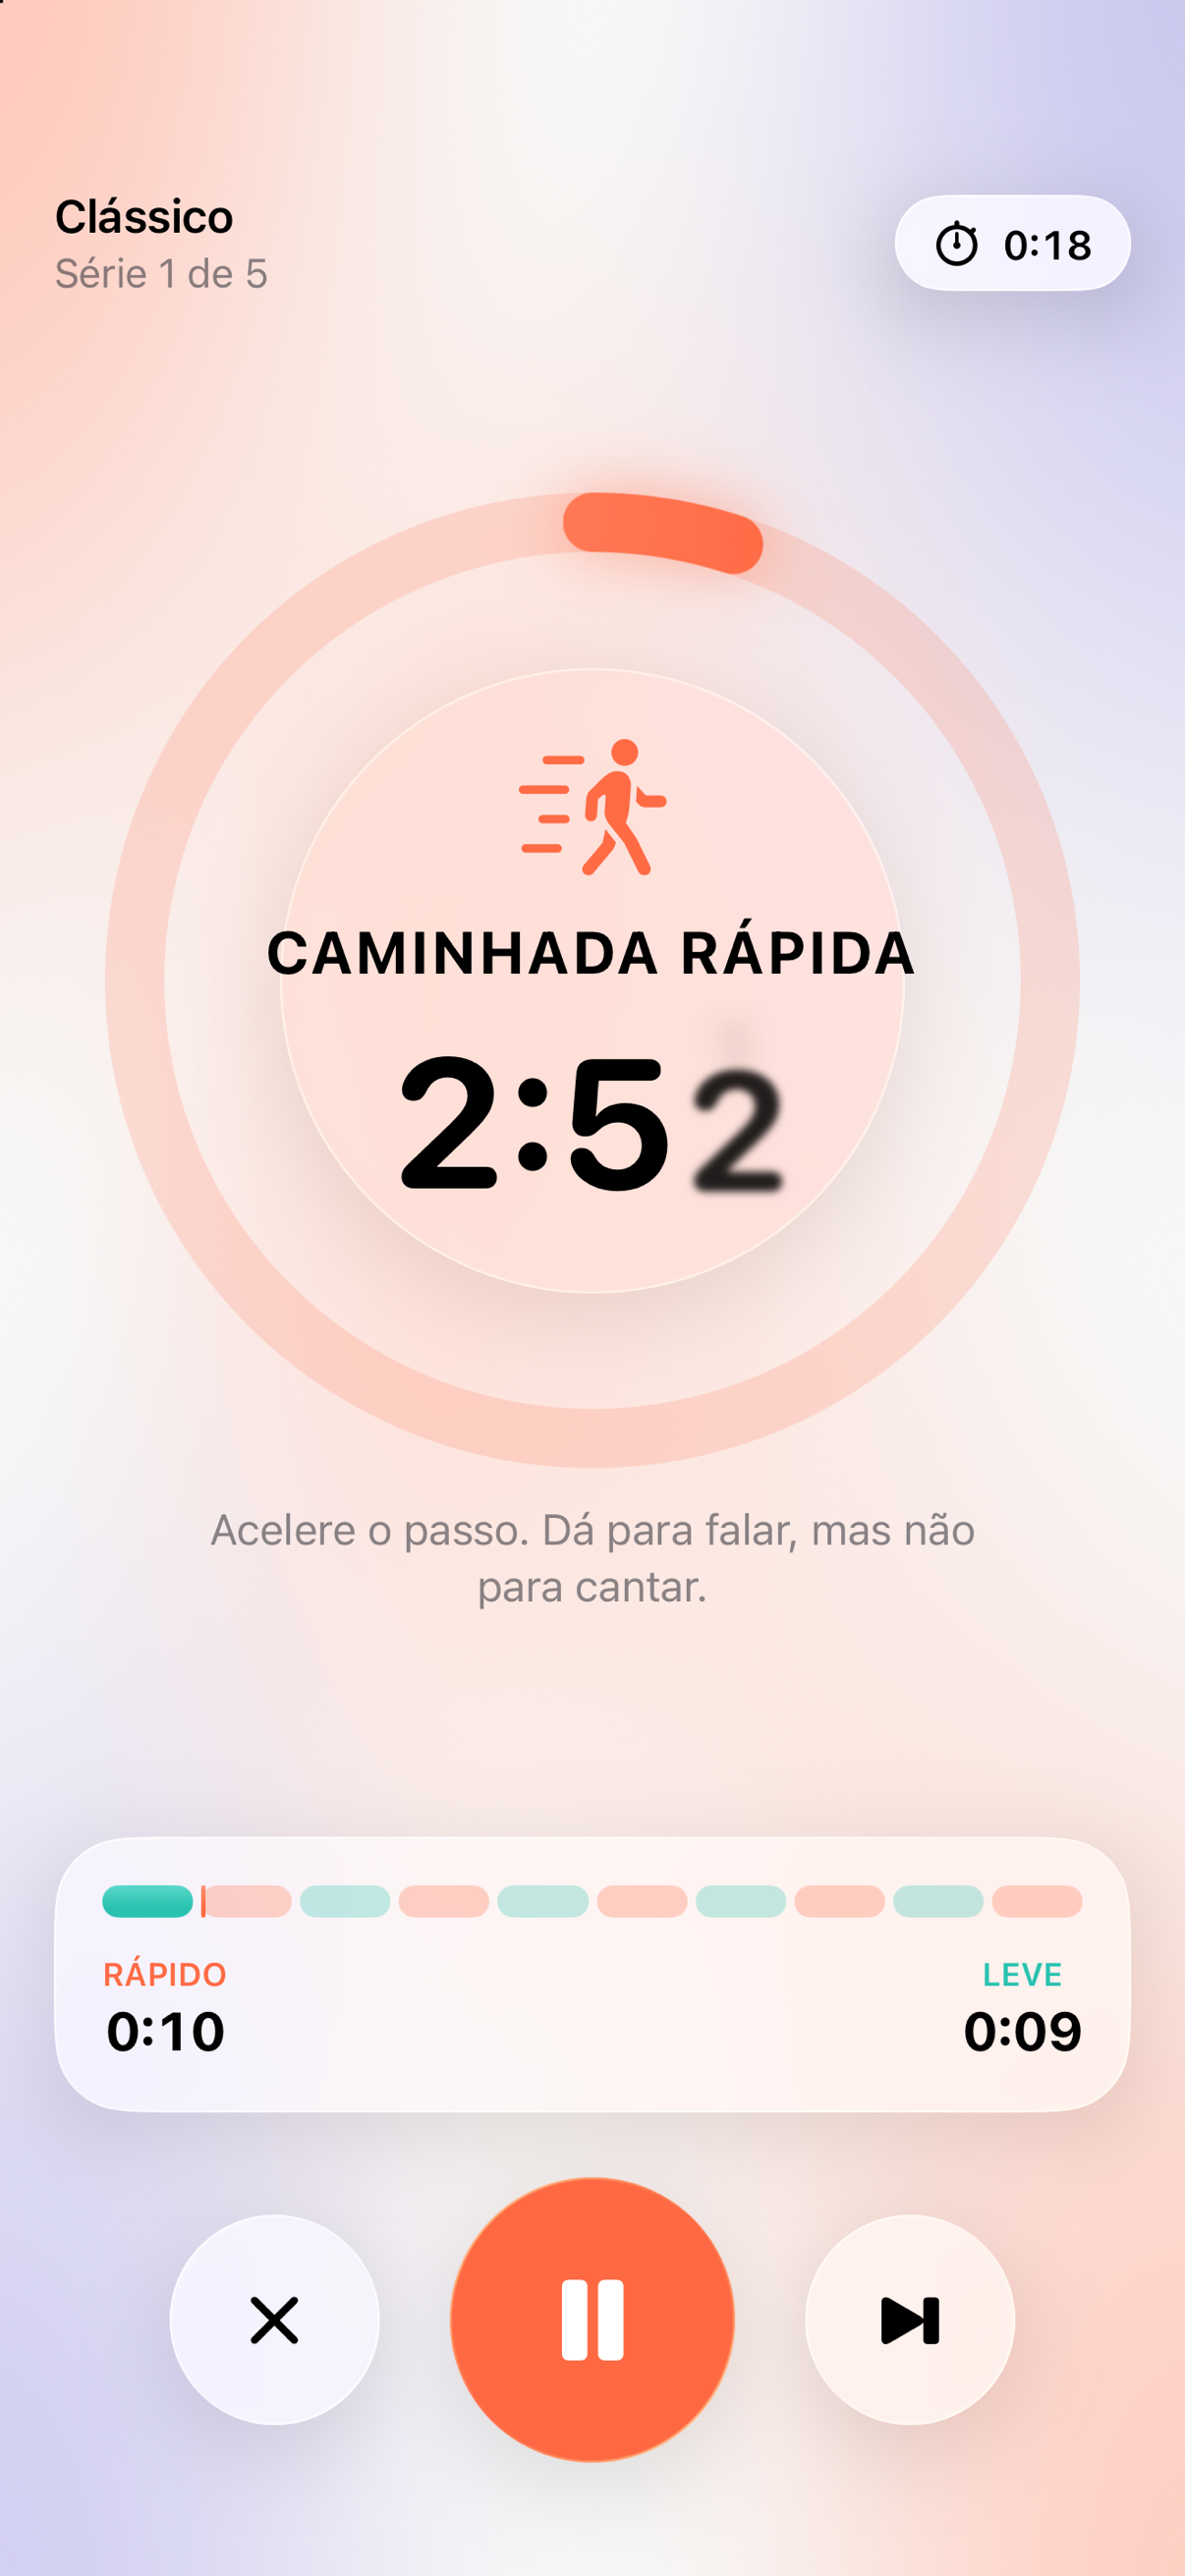 Clássico
Série 1 de 5
0:18
CAMINHADA RÁPIDA
2:52
Acelere o passo. Dá para falar, mas não
para cantar.
RÁPIDO
LEVE
0:10
0:09